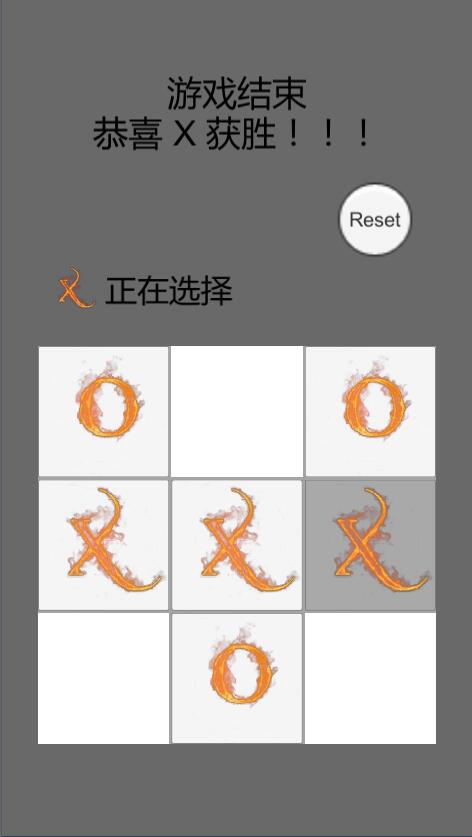 游戏结束
恭喜 X 获胜！！！
Reset
X 正在选择
O O
X X X
O